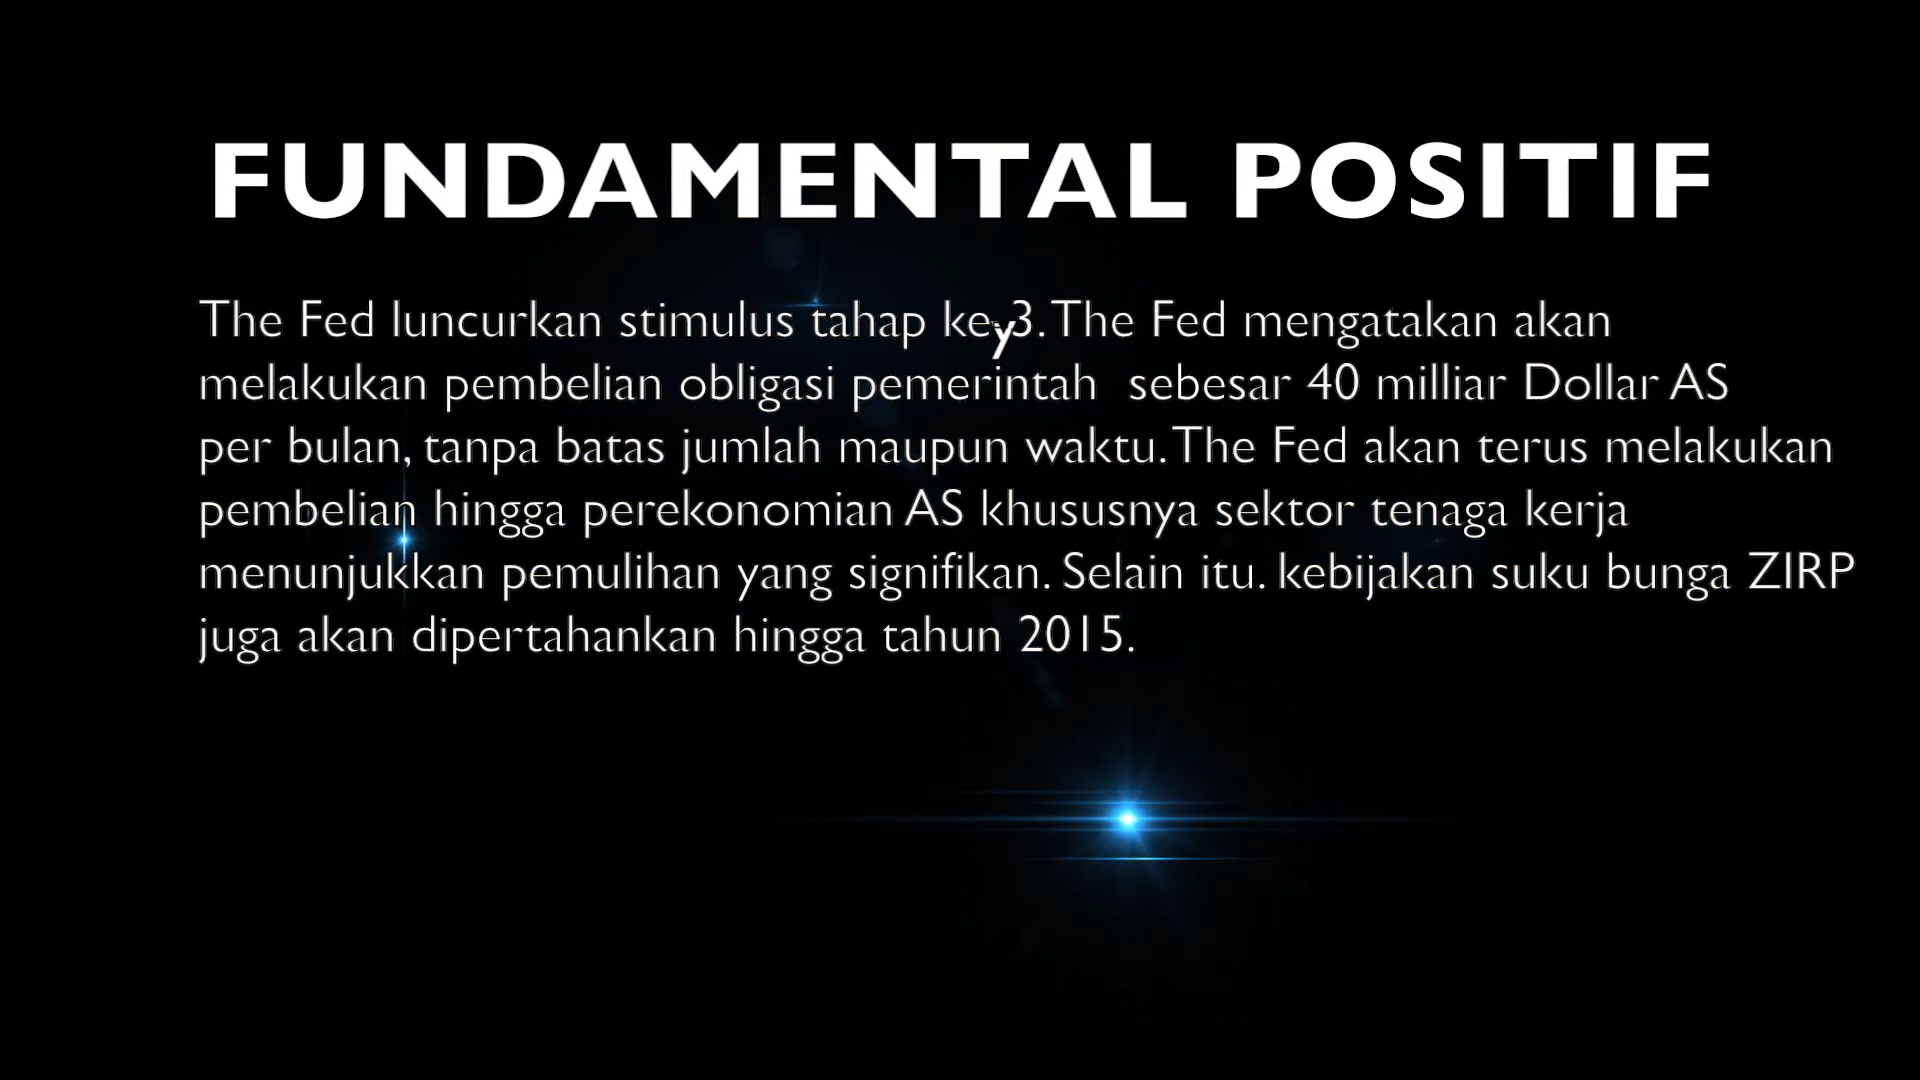 FUNDAMENTAL POSITIF
The Fed luncurkan stimulus tahap ke-3. The Fed mengatakan akan
y
melakukan pembelian obligasi pemerintah sebesar 40 milliar Dollar AS
per bulan, tanpa batas jumlah maupun waktu. The Fed akan terus melakukan
pembelian hingga perekonomian AS khususnya sektor tenaga kerja
menunjukkan pemulihan yang signifikan. Selain itu. kebijakan suku bunga ZIRP
juga akan dipertahankan hingga tahun 2015.